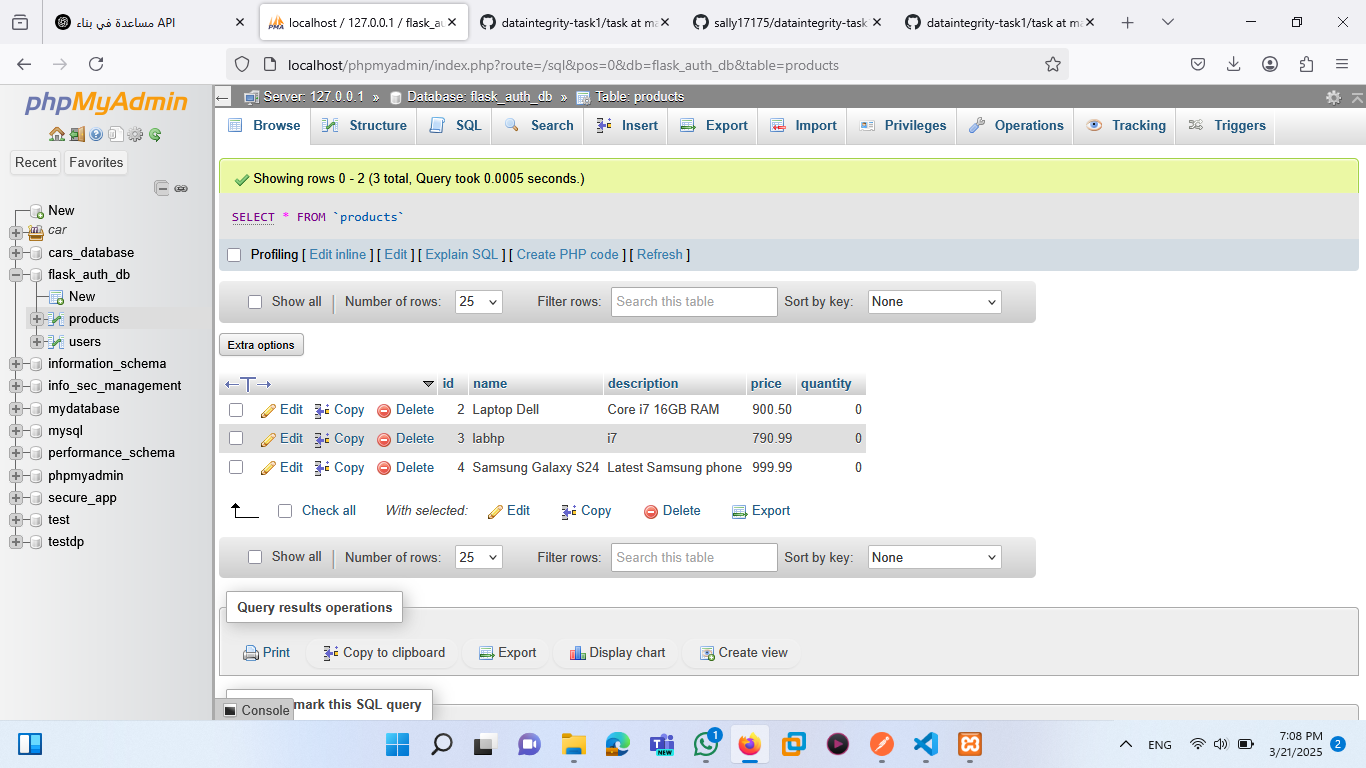 مساعدة في بناء API
localhost / 127.0.0.1 / flask_au
dataintegrity-task1/task at ma
sally17175/dataintegrity-task
dataintegrity-task1/task at ma
localhost/phpmyadmin/index.php?route=/sql&pos=0&db=flask_auth_db&table=products
phpMyAdmin
Recent
Favorites
New
car
cars_database
flask_auth_db
New
products
users
information_schema
info_sec_management
mydatabase
mysql
performance_schema
phpmyadmin
secure_app
test
testdp
Server: 127.0.0.1 » Database: flask_auth_db » Table: products
Browse Structure SQL Search Insert Export Import Privileges Operations Tracking Triggers
Showing rows 0 - 2 (3 total, Query took 0.0005 seconds.)
SELECT * FROM `products`
Profiling [ Edit inline ] [ Edit ] [ Explain SQL ] [ Create PHP code ] [ Refresh ]
Show all Number of rows: 25 Filter rows: Search this table Sort by key: None
Extra options
id name description price quantity
Edit Copy Delete 2 Laptop Dell Core i7 16GB RAM 900.50 0
Edit Copy Delete 3 labhp i7 790.99 0
Edit Copy Delete 4 Samsung Galaxy S24 Latest Samsung phone 999.99 0
Check all With selected: Edit Copy Delete Export
Show all Number of rows: 25 Filter rows: Search this table Sort by key: None
Query results operations
Print Copy to clipboard Export Display chart Create view
mark this SQL query
Console
NEW
1
ENG
7:08 PM
3/21/2025
2